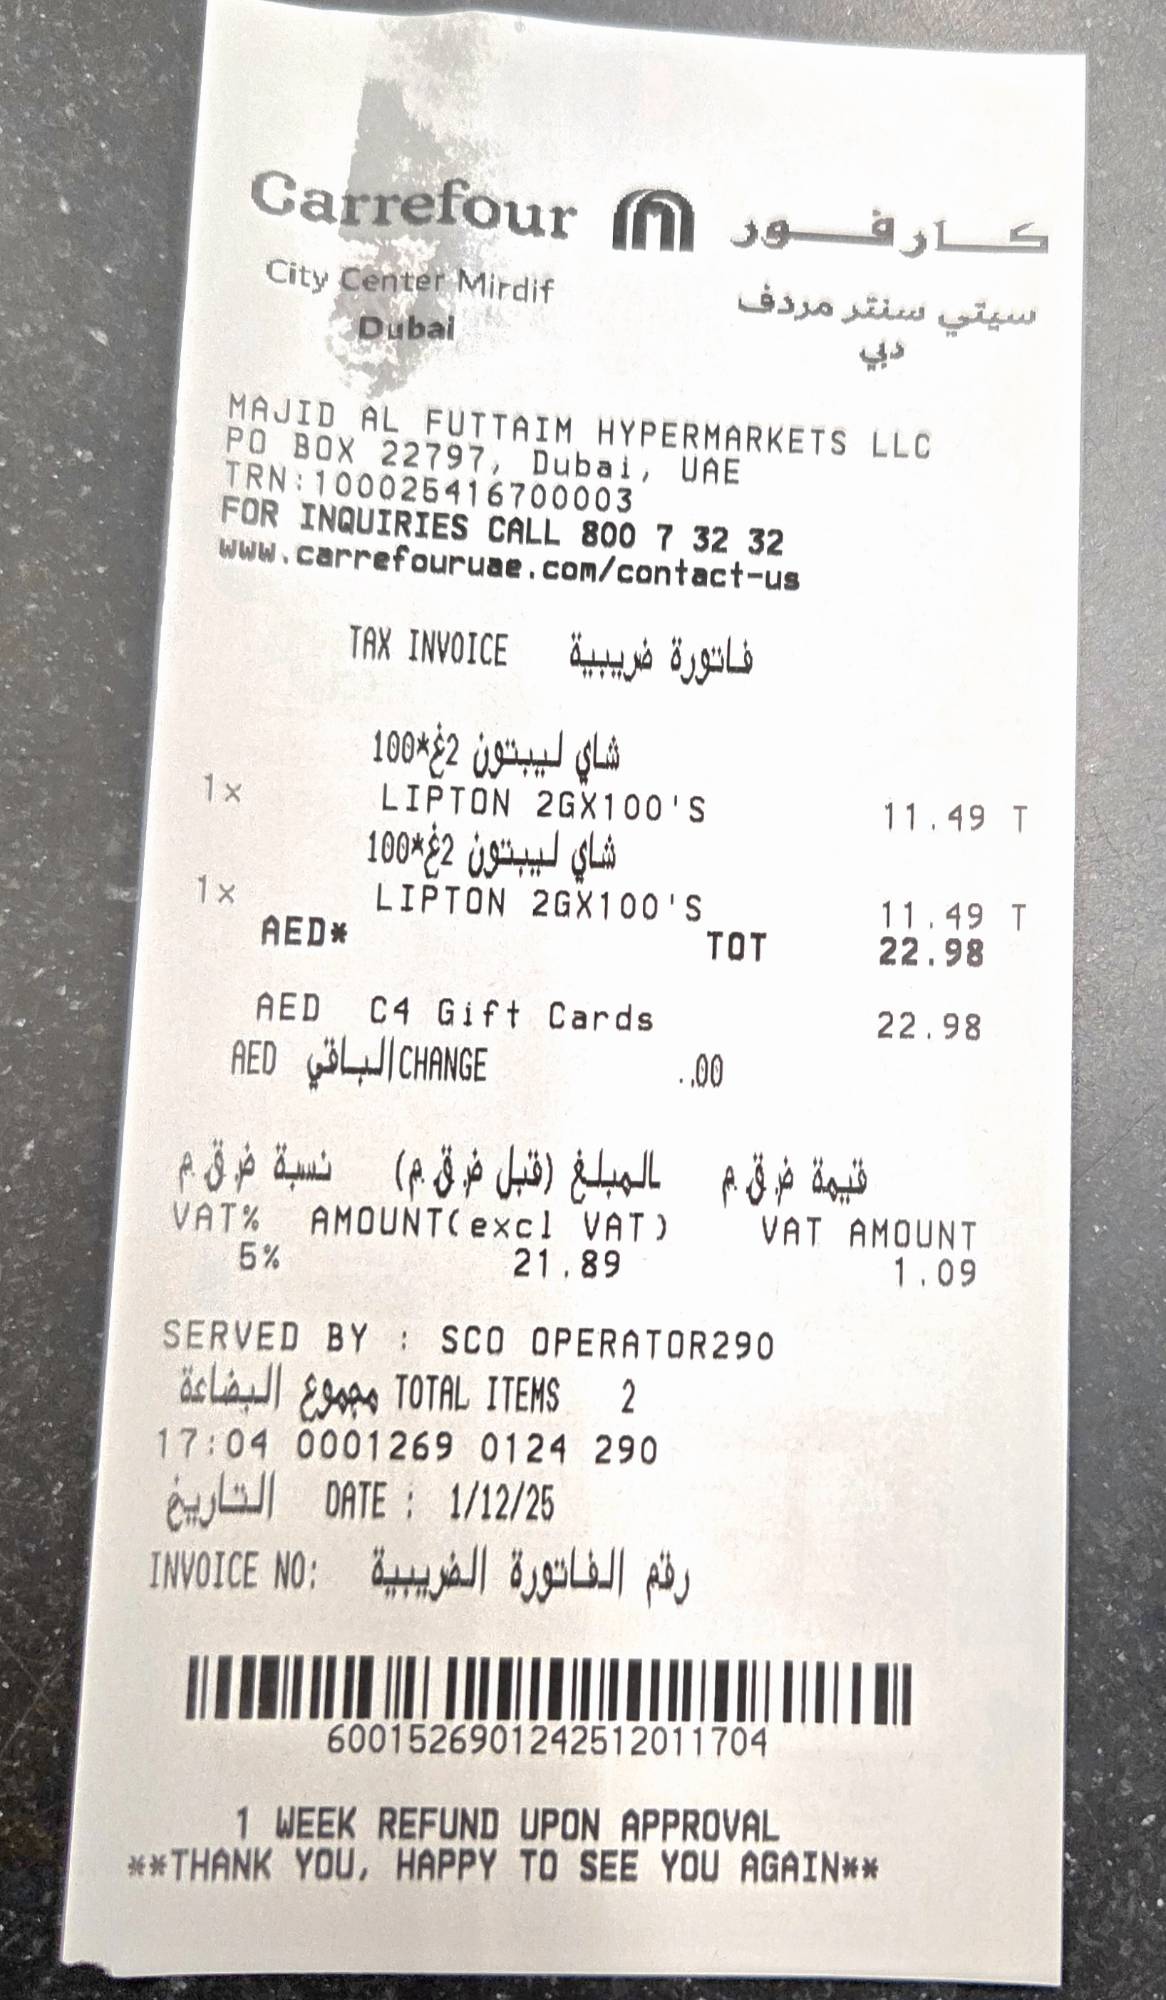 Carrefour كارفور
City Center Mirdif سيتي سنتر مردف
Dubai دبي
MAJID AL FUTTAIM HYPERMARKETS LLC
PO BOX 22797, Dubai, UAE
TRN:100025416700003
FOR INQUIRIES CALL 800 7 32 32
www.carrefouruae.com/contact-us
TAX INVOICE فاتورة ضريبية
شاي ليبتون 2غ*100
1x LIPTON 2GX100'S 11.49 T
شاي ليبتون 2غ*100
1x LIPTON 2GX100'S 11.49 T
AED* TOT 22.98
AED C4 Gift Cards 22.98
AED الباقي CHANGE ..00
نسبة ض.ق.م المبلغ (قبل ض.ق.م) قيمة ض.ق.م
VAT% AMOUNT(excl VAT) VAT AMOUNT
5% 21.89 1.09
SERVED BY : SCO OPERATOR290
مجموع البضاعة TOTAL ITEMS 2
17:04 0001269 0124 290
التاريخ DATE : 1/12/25
INVOICE NO: رقم الفاتورة الضريبية
6001526901242512011704
1 WEEK REFUND UPON APPROVAL
**THANK YOU, HAPPY TO SEE YOU AGAIN**